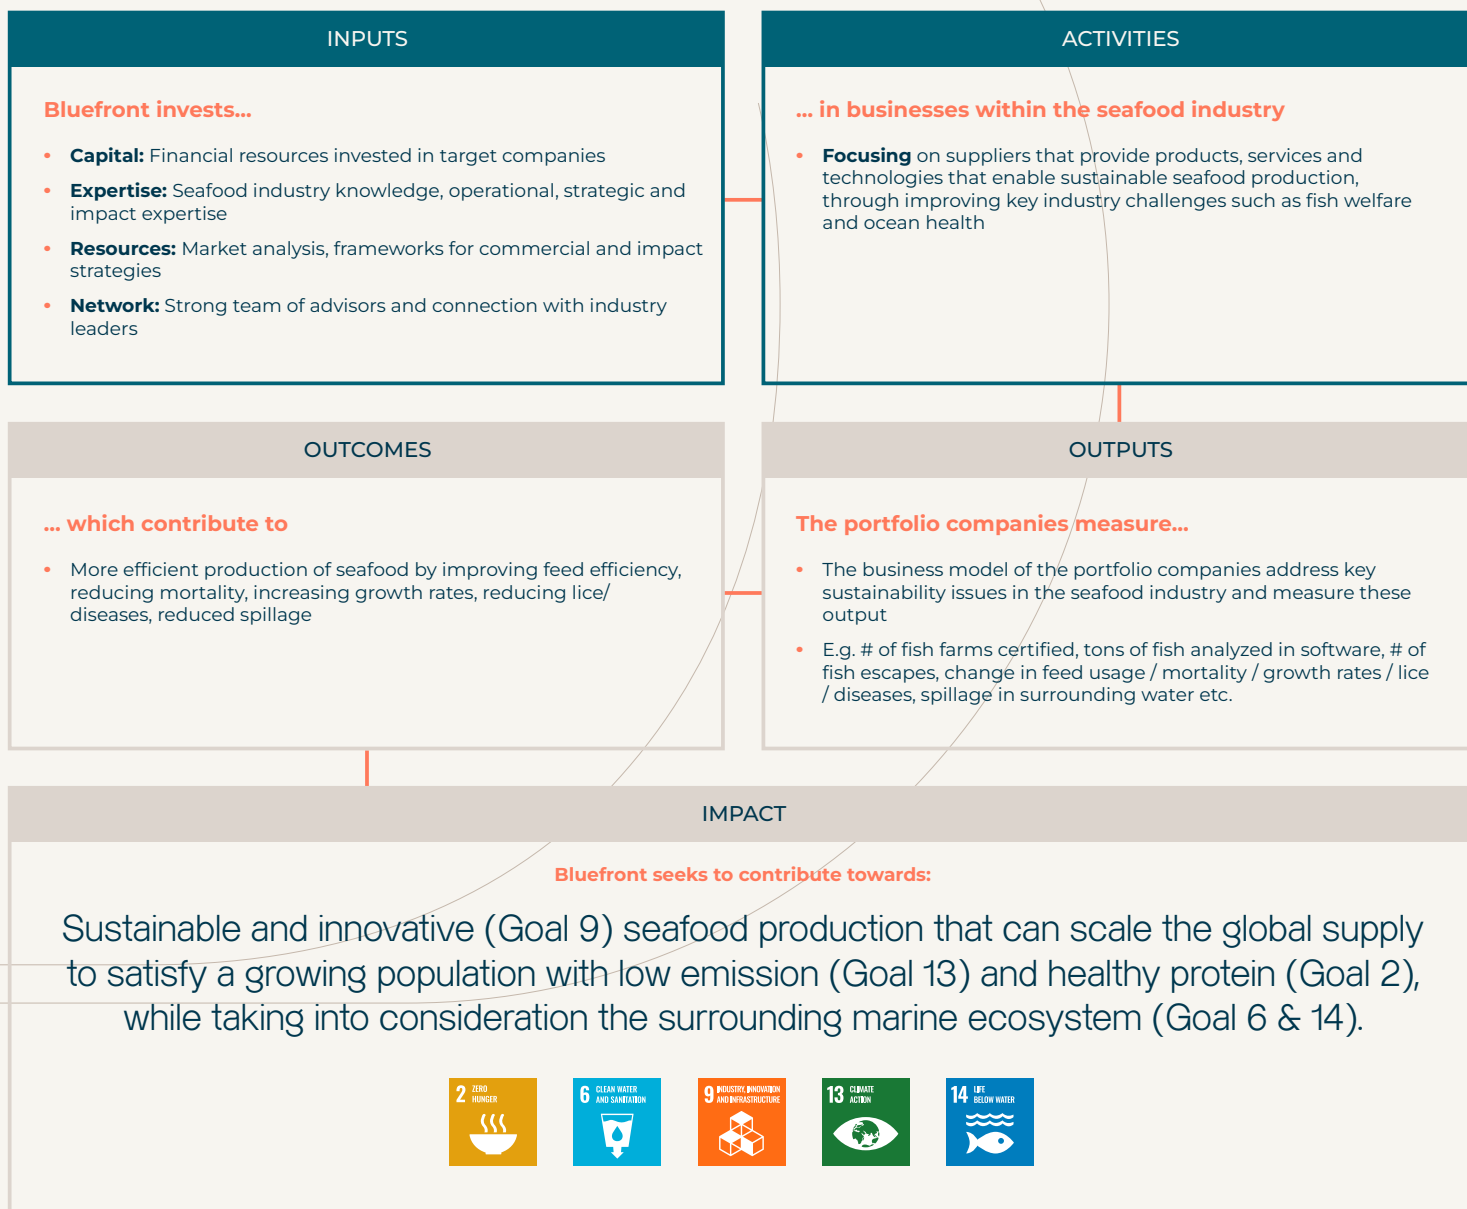 INPUTS
Bluefront invests...
• Capital: Financial resources invested in target companies
• Expertise: Seafood industry knowledge, operational, strategic and
impact expertise
• Resources: Market analysis, frameworks for commercial and impact
strategies
• Network: Strong team of advisors and connection with industry
leaders
ACTIVITIES
... in businesses within the seafood industry
• Focusing on suppliers that provide products, services and
technologies that enable sustainable seafood production,
through improving key industry challenges such as fish welfare
and ocean health
OUTCOMES
... which contribute to
• More efficient production of seafood by improving feed efficiency,
reducing mortality, increasing growth rates, reducing lice/
diseases, reduced spillage
OUTPUTS
The portfolio companies measure...
• The business model of the portfolio companies address key
sustainability issues in the seafood industry and measure these
output
• E.g. # of fish farms certified, tons of fish analyzed in software, # of
fish escapes, change in feed usage / mortality / growth rates / lice
/ diseases, spillage in surrounding water etc.
IMPACT
Bluefront seeks to contribute towards:
Sustainable and innovative (Goal 9) seafood production that can scale the global supply
to satisfy a growing population with low emission (Goal 13) and healthy protein (Goal 2),
while taking into consideration the surrounding marine ecosystem (Goal 6 & 14).
2 ZERO
HUNGER
6 CLEAN WATER
AND SANITATION
9 INDUSTRY, INNOVATION
AND INFRASTRUCTURE
13 CLIMATE
ACTION
14 LIFE
BELOW WATER